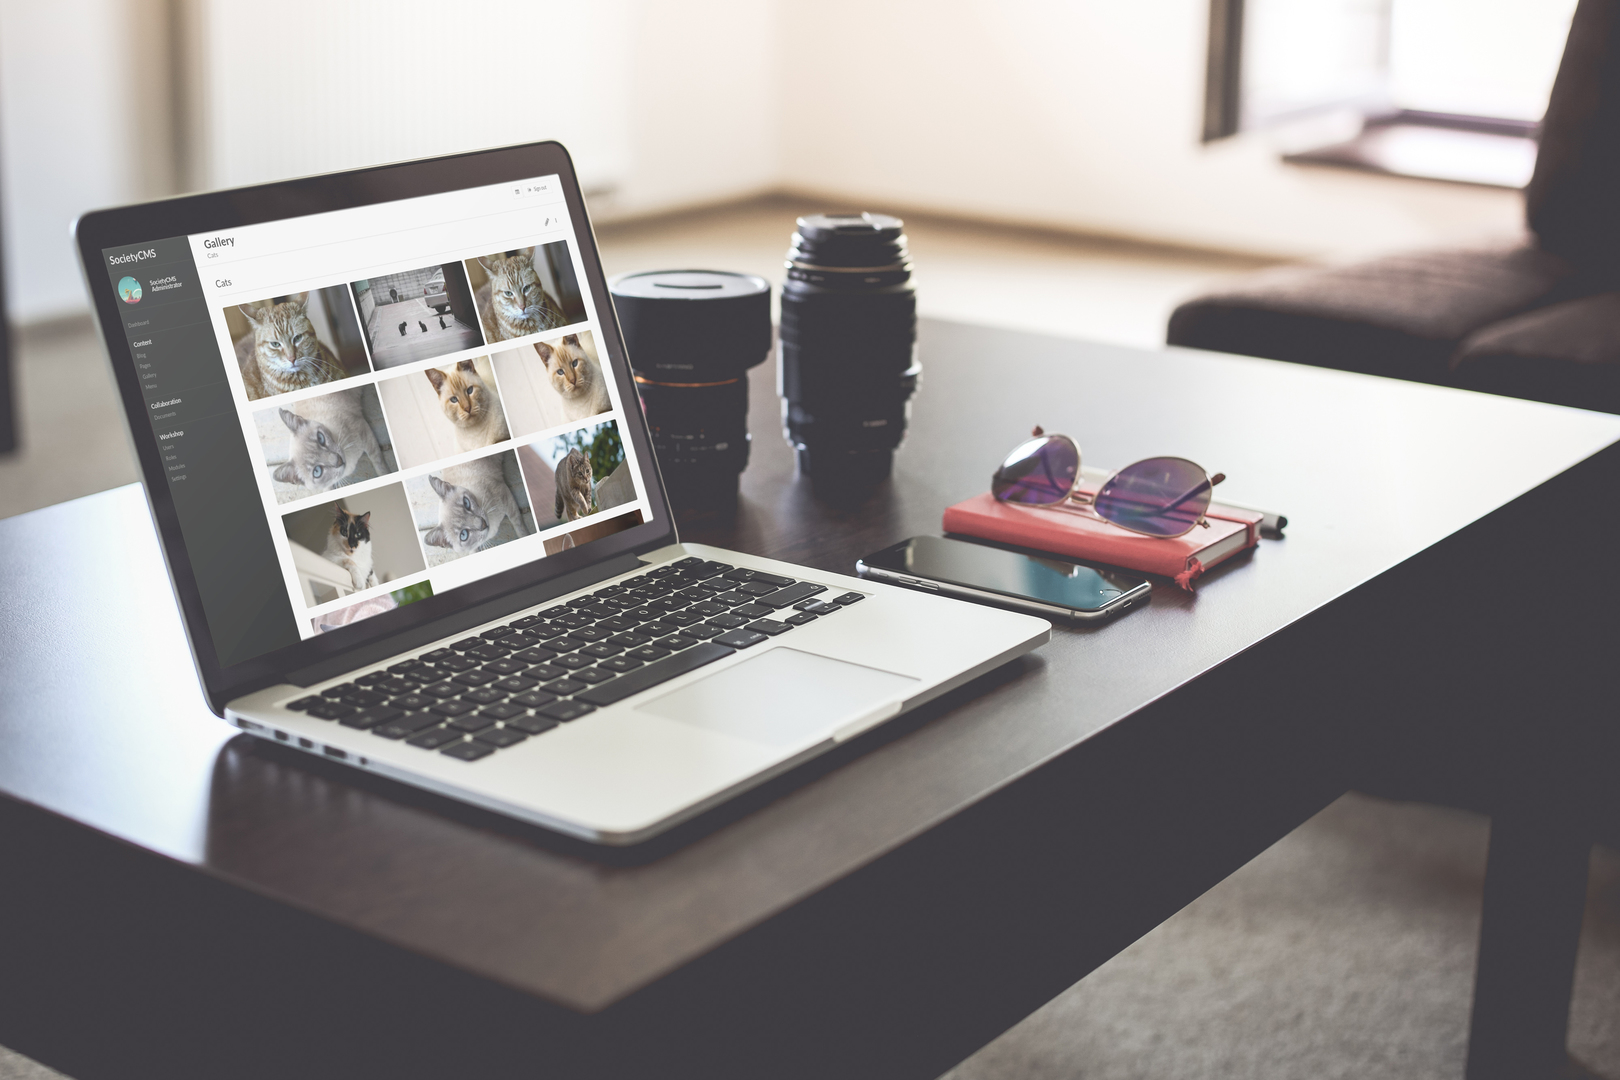 SocietyCMS
SocietyCMS
Administrator
Dashboard
Content
Blog
Pages
Gallery
Menu
Collaboration
Documents
Workshop
Users
Roles
Modules
Settings
Sign out
Gallery
Cats
Cats